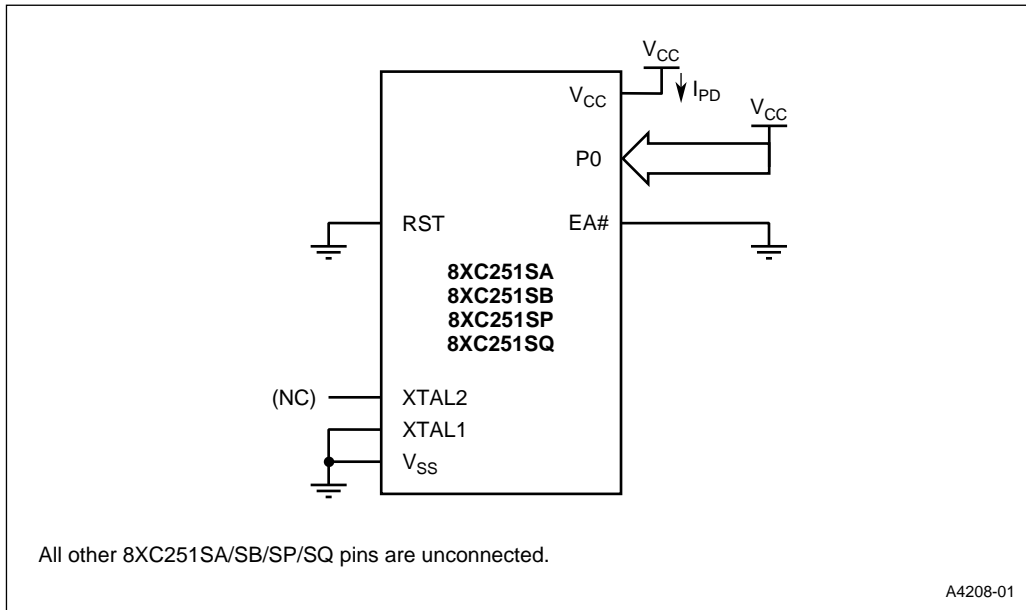 VCC
IPD
VCC
VCC
P0
RST
EA#
8XC251SA
8XC251SB
8XC251SP
8XC251SQ
(NC)
XTAL2
XTAL1
VSS
All other 8XC251SA/SB/SP/SQ pins are unconnected.
A4208-01